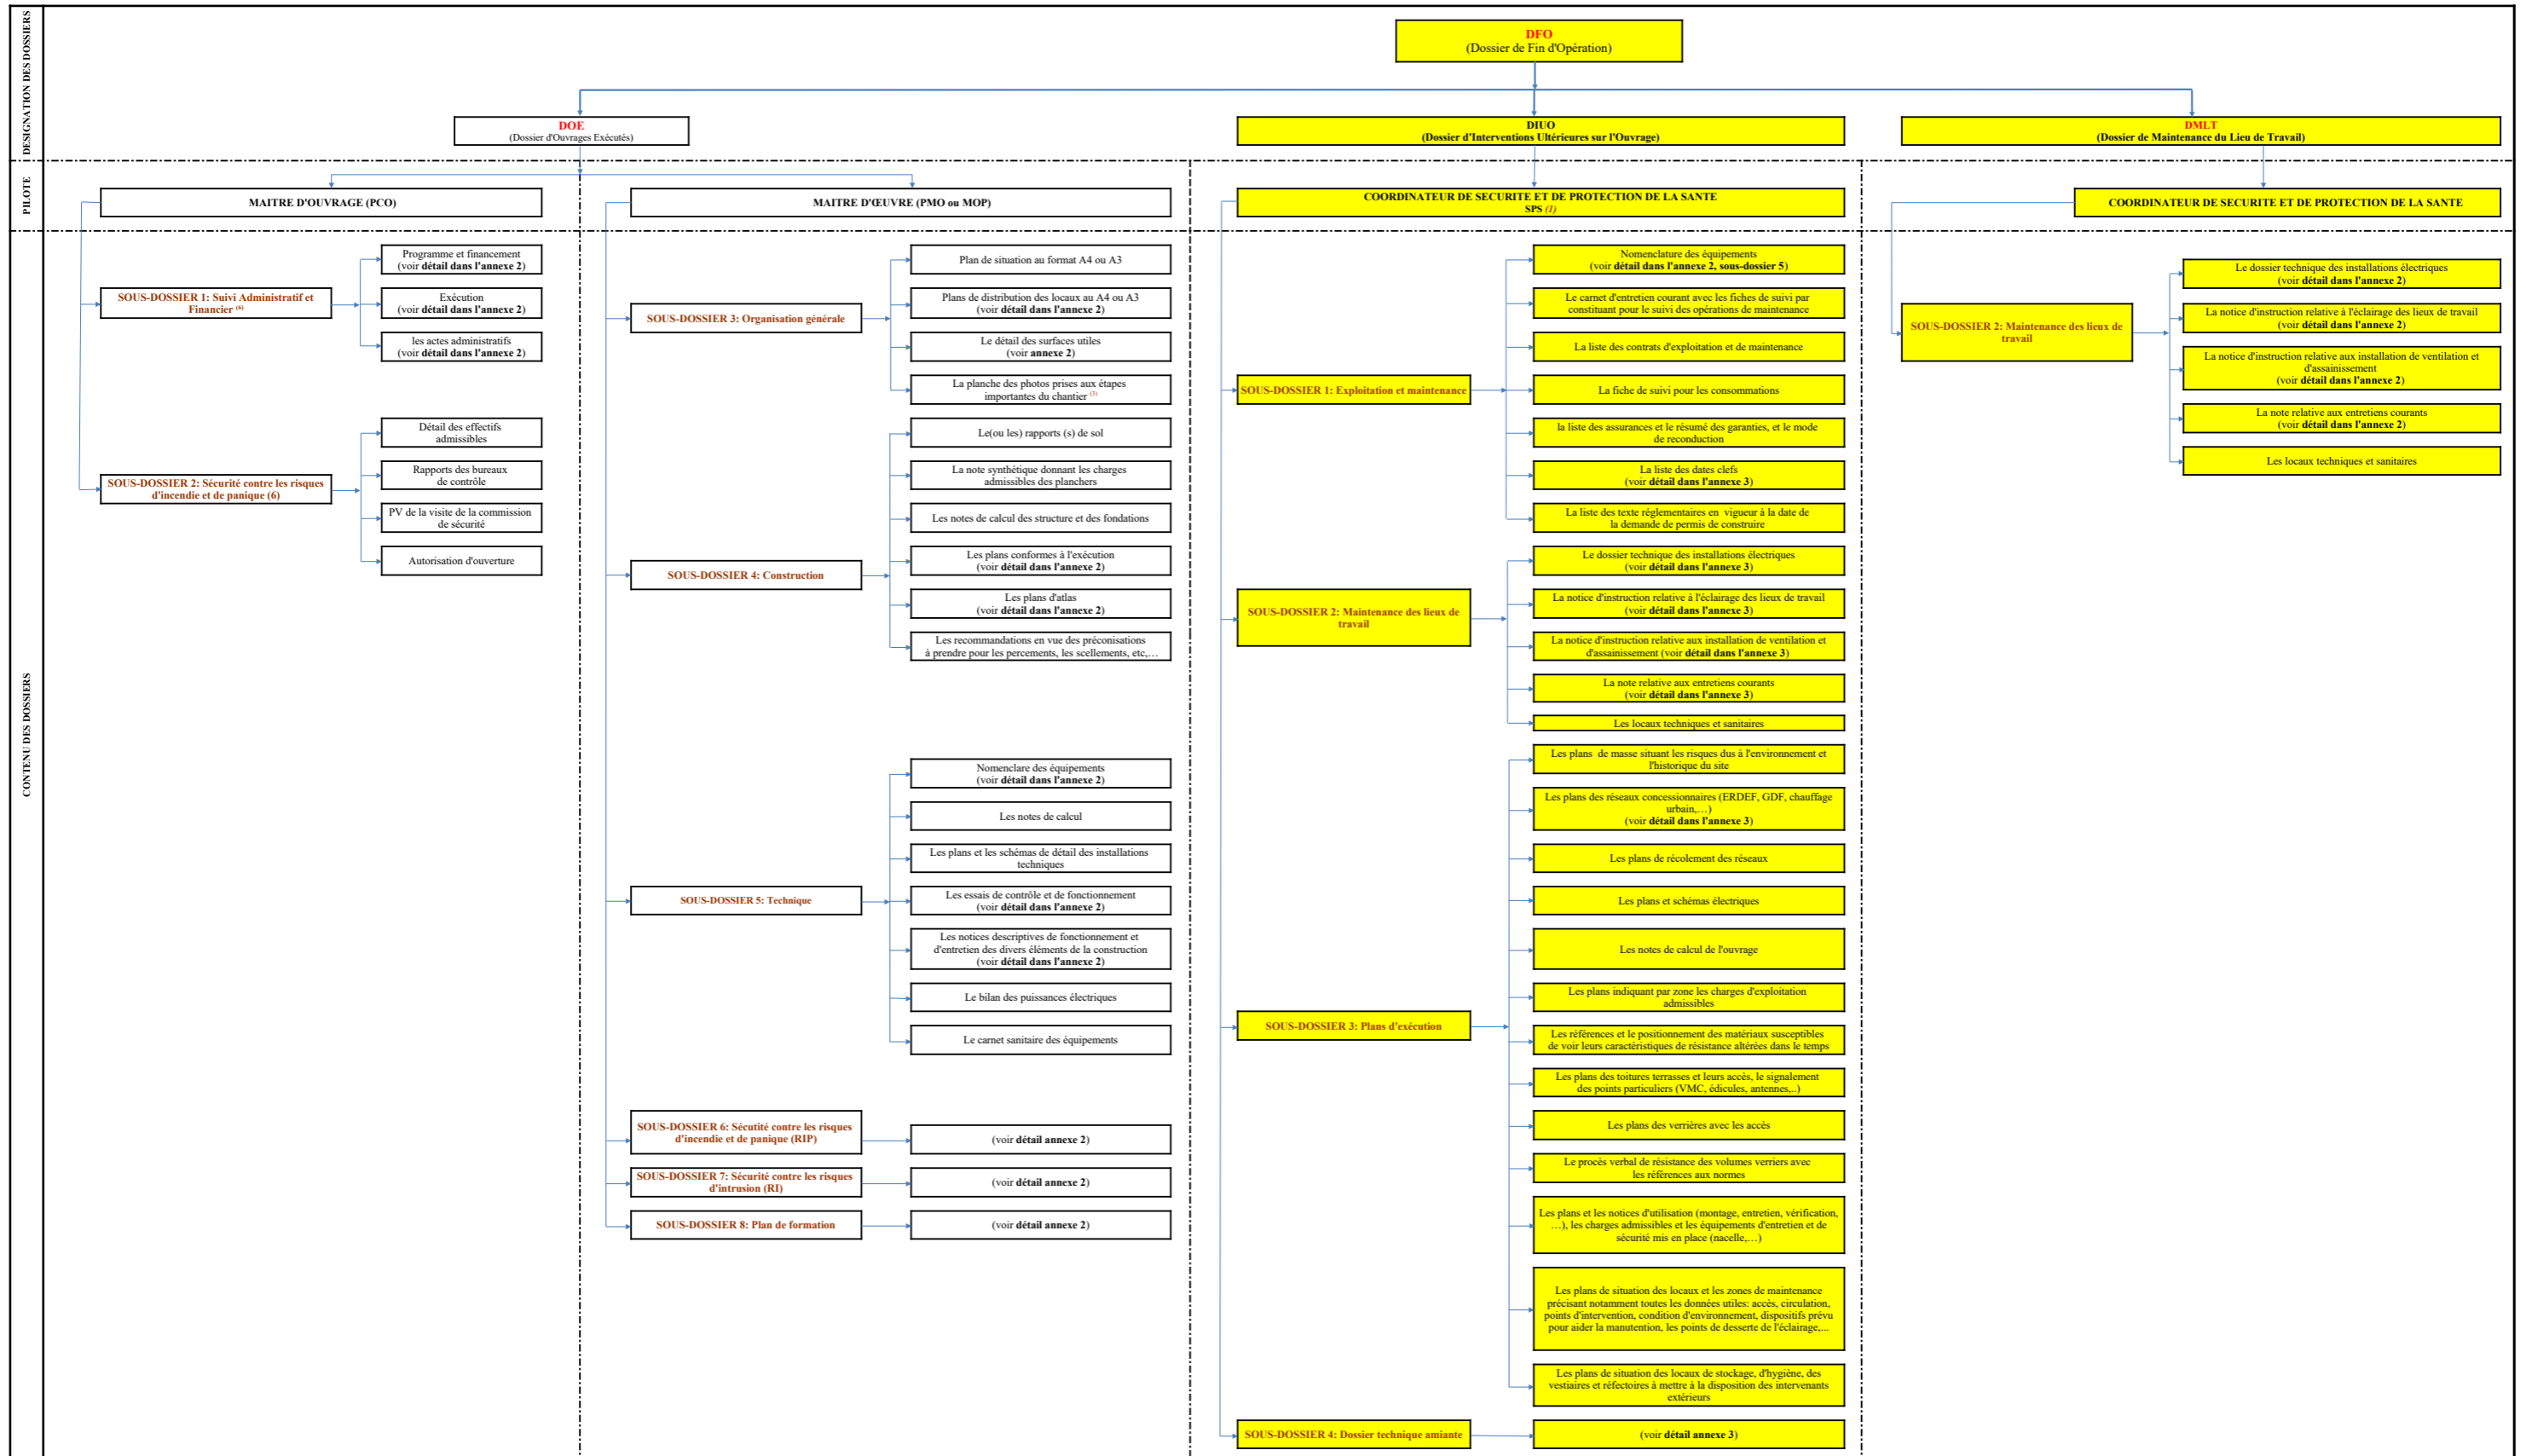 DESIGNATION DES DOSSIERS
DFO
(Dossier de Fin d'Opération)
DOE
(Dossier d'Ouvrages Exécutés)
DIUO
(Dossier d'Interventions Ultérieures sur l'Ouvrage)
DMLT
(Dossier de Maintenance du Lieu de Travail)
PILOTE
MAITRE D'OUVRAGE (PCO)
MAITRE D'ŒUVRE (PMO ou MOP)
COORDINATEUR DE SECURITE ET DE PROTECTION DE LA SANTE
SPS (1)
COORDINATEUR DE SECURITE ET DE PROTECTION DE LA SANTE
CONTENU DES DOSSIERS
SOUS-DOSSIER 1: Suivi Administratif et
Financier (6)
Programme et financement
(voir détail dans l'annexe 2)
Exécution
(voir détail dans l'annexe 2)
les actes administratifs
(voir détail dans l'annexe 2)
SOUS-DOSSIER 2: Sécurité contre les risques
d'incendie et de panique (6)
Détail des effectifs
admissibles
Rapports des bureaux
de contrôle
PV de la visite de la commission
de sécurité
Autorisation d'ouverture
SOUS-DOSSIER 3: Organisation générale
Plan de situation au format A4 ou A3
Plans de distribution des locaux au A4 ou A3
(voir détail dans l'annexe 2)
Le détail des surfaces utiles
(voir annexe 2)
La planche des photos prises aux étapes
importantes du chantier (3)
SOUS-DOSSIER 4: Construction
Le(ou les) rapports (s) de sol
La note synthétique donnant les charges
admissibles des planchers
Les notes de calcul des structure et des fondations
Les plans conformes à l'exécution
(voir détail dans l'annexe 2)
Les plans d'atlas
(voir détail dans l'annexe 2)
Les recommandations en vue des préconisations
à prendre pour les percements, les scellements, etc,…
SOUS-DOSSIER 5: Technique
Nomenclare des équipements
(voir détail dans l'annexe 2)
Les notes de calcul
Les plans et les schémas de détail des installations
techniques
Les essais de contrôle et de fonctionnement
(voir détail dans l'annexe 2)
Les notices descriptives de fonctionnement et
d'entretien des divers éléments de la construction
(voir détail dans l'annexe 2)
Le bilan des puissances électriques
Le carnet sanitaire des équipements
SOUS-DOSSIER 6: Sécutité contre les risques
d'incendie et de panique (RIP)
(voir détail annexe 2)
SOUS-DOSSIER 7: Sécurité contre les risques
d'intrusion (RI)
(voir détail annexe 2)
SOUS-DOSSIER 8: Plan de formation
(voir détail annexe 2)
SOUS-DOSSIER 1: Exploitation et maintenance
Nomenclature des équipements
(voir détail dans l'annexe 2, sous-dossier 5)
Le carnet d'entretien courant avec les fiches de suivi par
constituant pour le suivi des opérations de maintenance
La liste des contrats d'exploitation et de maintenance
La fiche de suivi pour les consommations
la liste des assurances et le résumé des garanties, et le mode
de reconduction
La liste des dates clefs
(voir détail dans l'annexe 3)
La liste des texte réglementaires en vigueur à la date de
la demande de permis de construire
SOUS-DOSSIER 2: Maintenance des lieux de
travail
Le dossier technique des installations électriques
(voir détail dans l'annexe 3)
La notice d'instruction relative à l'éclairage des lieux de travail
(voir détail dans l'annexe 3)
La notice d'instruction relative aux installation de ventilation et
d'assainissement (voir détail dans l'annexe 3)
La note relative aux entretiens courants
(voir détail dans l'annexe 3)
Les locaux techniques et sanitaires
SOUS-DOSSIER 3: Plans d'exécution
Les plans de masse situant les risques dus à l'environnement et
l'historique du site
Les plans des réseaux concessionnaires (ERDEF, GDF, chauffage
urbain,…)
(voir détail dans l'annexe 3)
Les plans de récolement des réseaux
Les plans et schémas électriques
Les notes de calcul de l'ouvrage
Les plans indiquant par zone les charges d'exploitation
admissibles
Les références et le positionnement des matériaux susceptibles
de voir leurs caractéristiques de résistance altérées dans le temps
Les plans des toitures terrasses et leurs accès, le signalement
des points particuliers (VMC, édicules, antennes,..)
Les plans des verrières avec les accès
Le procès verbal de résistance des volumes verriers avec
les références aux normes
Les plans et les notices d'utilisation (montage, entretien, vérification,
…), les charges admissibles et les équipements d'entretien et de
sécurité mis en place (nacelle,…)
Les plans de situation des locaux et les zones de maintenance
précisant notamment toutes les données utiles: accès, circulation,
points d'intervention, condition d'environnement, dispositifs prévu
pour aider la manutention, les points de desserte de l'éclairage,...
Les plans de situation des locaux de stockage, d'hygiène, des
vestiaires et réfectoires à mettre à la disposition des intervenants
extérieurs
SOUS-DOSSIER 4: Dossier technique amiante
(voir détail annexe 3)
SOUS-DOSSIER 2: Maintenance des lieux de
travail
Le dossier technique des installations électriques
(voir détail dans l'annexe 2)
La notice d'instruction relative à l'éclairage des lieux de travail
(voir détail dans l'annexe 2)
La notice d'instruction relative aux installation de ventilation et
d'assainissement
(voir détail dans l'annexe 2)
La note relative aux entretiens courants
(voir détail dans l'annexe 2)
Les locaux techniques et sanitaires